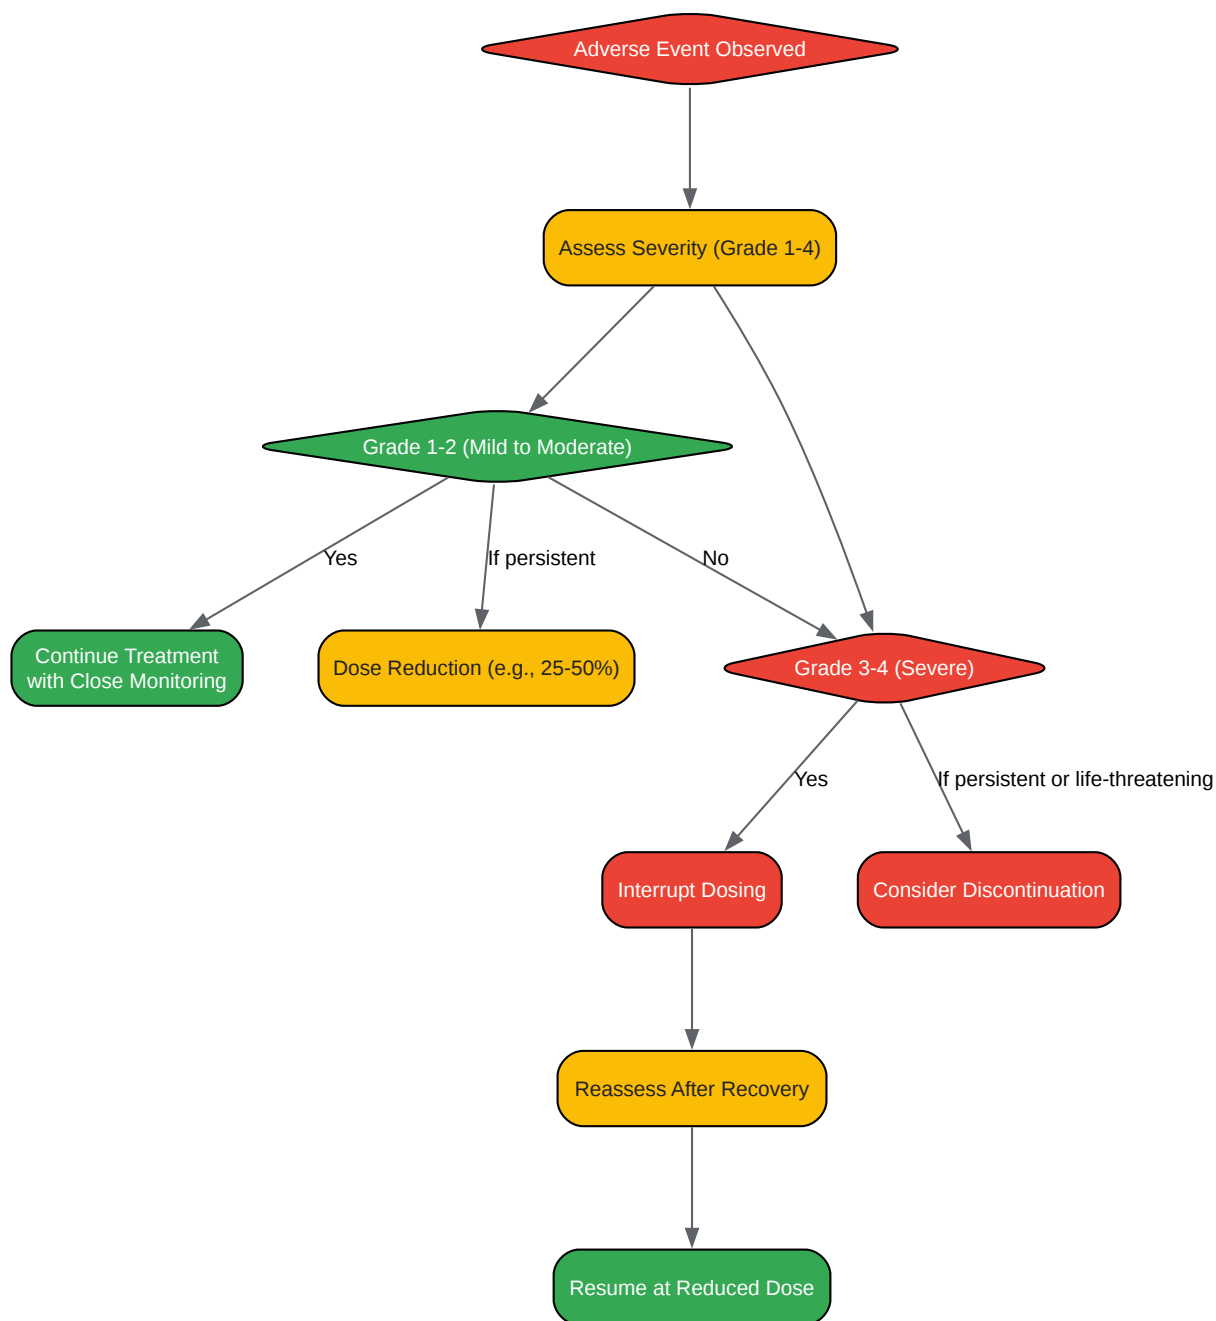 Adverse Event Observed
Assess Severity (Grade 1-4)
Grade 1-2 (Mild to Moderate)
Yes
If persistent
No
Continue Treatment
with Close Monitoring
Dose Reduction (e.g., 25-50%)
Grade 3-4 (Severe)
Yes
If persistent or life-threatening
Interrupt Dosing
Consider Discontinuation
Reassess After Recovery
Resume at Reduced Dose